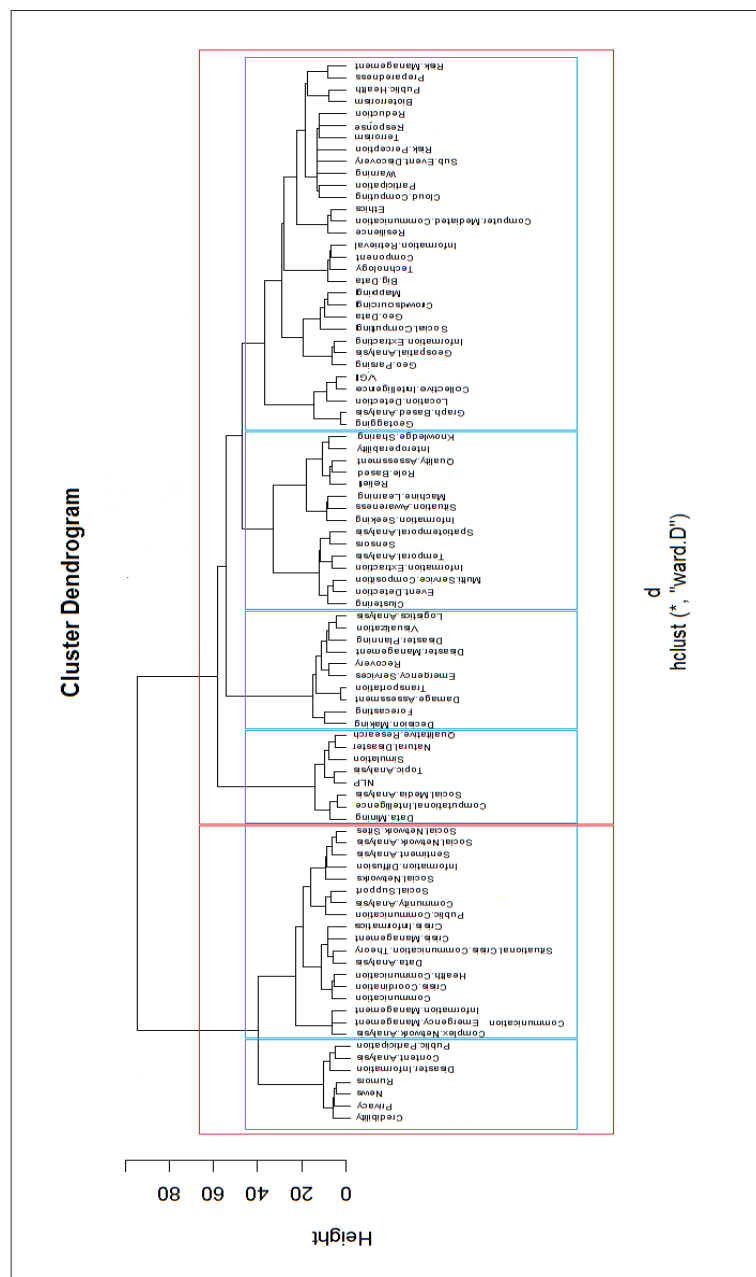 Cluster Dendrogram
Risk.Management
Preparedness
Public.Health
Bioterrorism
Reduction
Response
Terrorism
Risk.Perception
Sub.Event.Discovery
Warning
Participation
Cloud.Computing
Ethics
Computer.Mediated.Communication
Resilience
Information.Retrieval
Component
Technology
Big.Data
Mapping
Crowdsourcing
Geo.Data
Social.Computing
Information.Extracting
Geospatial.Analysis
Geo.Parsing
VGI
Collective.Intelligence
Location.Detection
Graph.Based.Analysis
Geotagging
Knowledge.Sharing
Interoperability
Quality.Assessment
Role.Based
Relief
Machine.Learning
Situation.Awareness
Information.Seeking
Spatiotemporal.Analysis
Sensors
Temporal.Analysis
Information.Extraction
Multi.Service.Composition
Event.Detection
Clustering
Logistics.Analysis
Visualization
Disaster.Planning
Disaster.Management
Recovery
Emergency.Services
Transportation
Damage.Assessment
Forecasting
Decision.Making
Qualitative.Research
Natural.Disaster
Simulation
Topic.Analysis
NLP
Social.Media.Analysis
Computational.Intelligence
Data.Mining
Social.Network.Sites
Social.Network.Analysis
Sentiment.Analysis
Information.Diffusion
Social.Networks
Social.Support
Community.Analysis
Public.Communication
Crisis.Informatics
Crisis.Management
Situational.Crisis.Communication.Theory
Data.Analysis
Health.Communication
Crisis.Coordination
Communication
Information.Management
Communication Emergency.Management
Complex.Network.Analysis
Public.Participation
Content.Analysis
Disaster.Information
Rumors
News
Privacy
Credibility
80 60 40 20 0
Height
d
hclust (*, "ward.D")